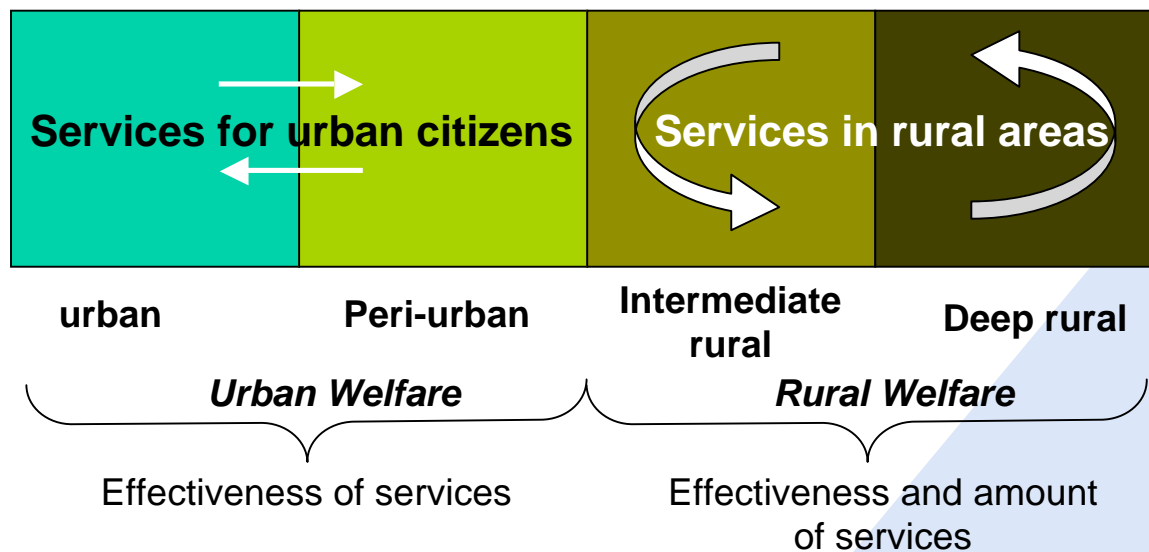 Services for urban citizens
Services in rural areas
urban
Peri-urban
Intermediate
rural
Deep rural
Urban Welfare
Rural Welfare
Effectiveness of services
Effectiveness and amount
of services